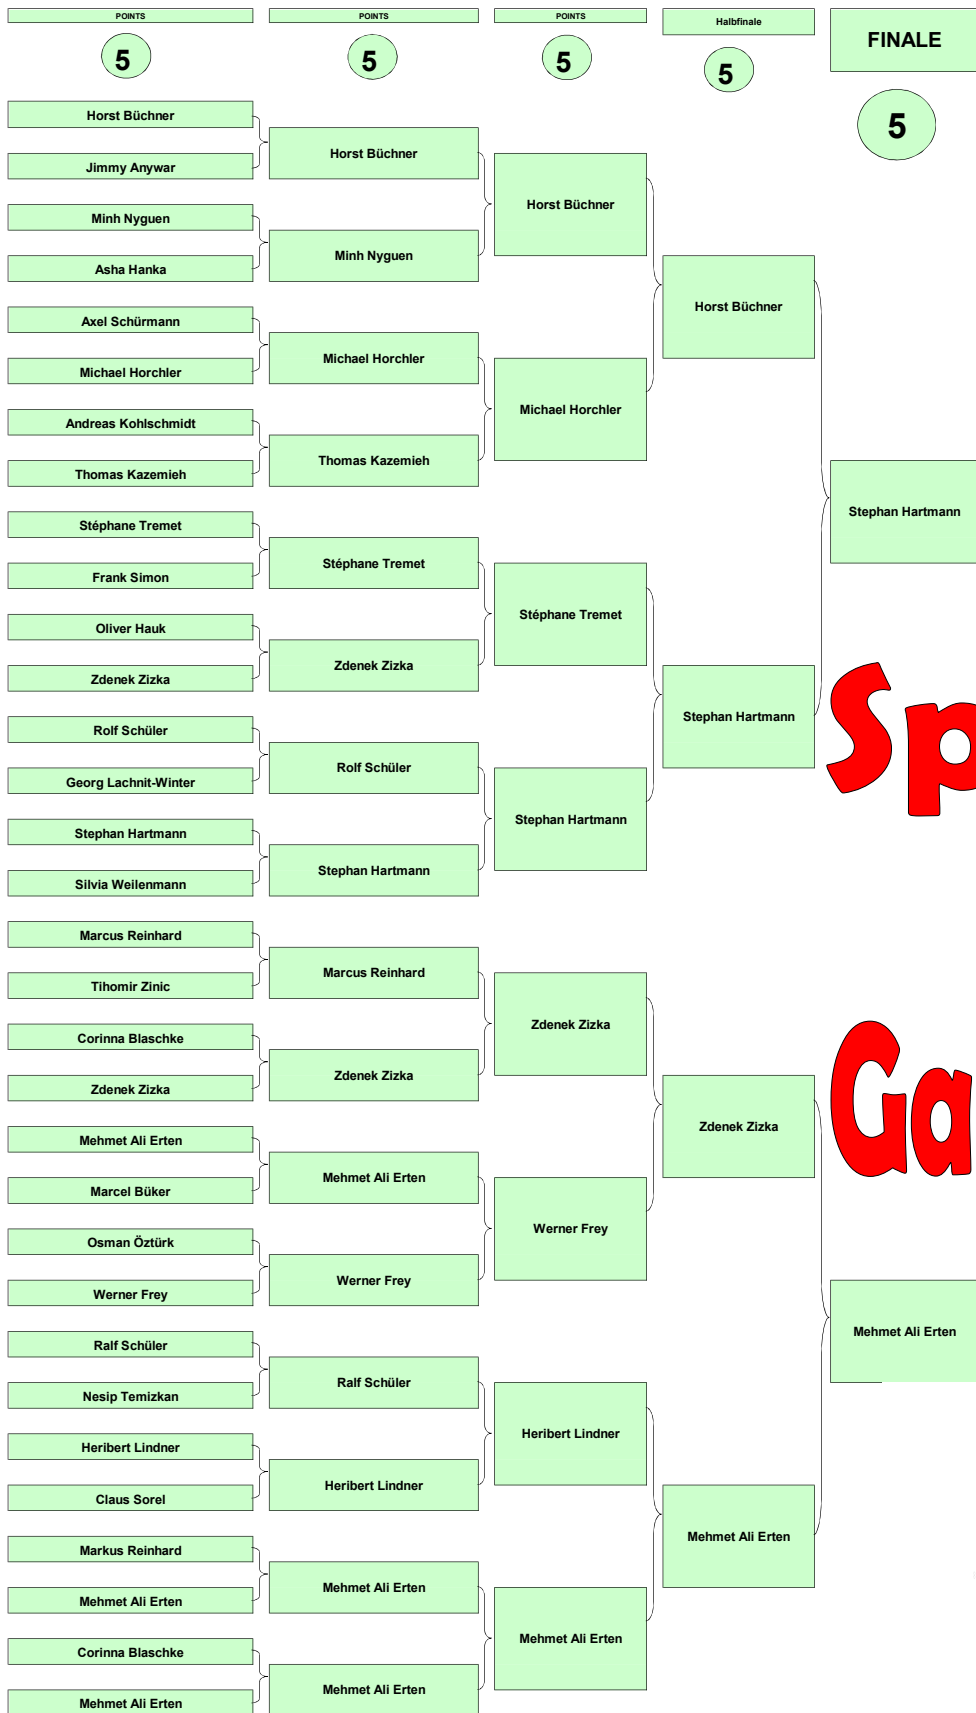 POINTS
POINTS
POINTS
Halbfinale
FINALE
5
5
5
5
5
Horst Büchner
Jimmy Anywar
Minh Nyguen
Asha Hanka
Axel Schürmann
Michael Horchler
Andreas Kohlschmidt
Thomas Kazemieh
Stéphane Tremet
Frank Simon
Oliver Hauk
Zdenek Zizka
Rolf Schüler
Georg Lachnit-Winter
Stephan Hartmann
Silvia Weilenmann
Marcus Reinhard
Tihomir Zinic
Corinna Blaschke
Zdenek Zizka
Mehmet Ali Erten
Marcel Büker
Osman Öztürk
Werner Frey
Ralf Schüler
Nesip Temizkan
Heribert Lindner
Claus Sorel
Markus Reinhard
Mehmet Ali Erten
Corinna Blaschke
Mehmet Ali Erten
Horst Büchner
Minh Nyguen
Michael Horchler
Thomas Kazemieh
Stéphane Tremet
Zdenek Zizka
Rolf Schüler
Stephan Hartmann
Marcus Reinhard
Zdenek Zizka
Mehmet Ali Erten
Werner Frey
Ralf Schüler
Heribert Lindner
Mehmet Ali Erten
Mehmet Ali Erten
Horst Büchner
Michael Horchler
Stéphane Tremet
Stephan Hartmann
Zdenek Zizka
Werner Frey
Heribert Lindner
Mehmet Ali Erten
Horst Büchner
Stephan Hartmann
Zdenek Zizka
Mehmet Ali Erten
Stephan Hartmann
Mehmet Ali Erten
Sp
Ga